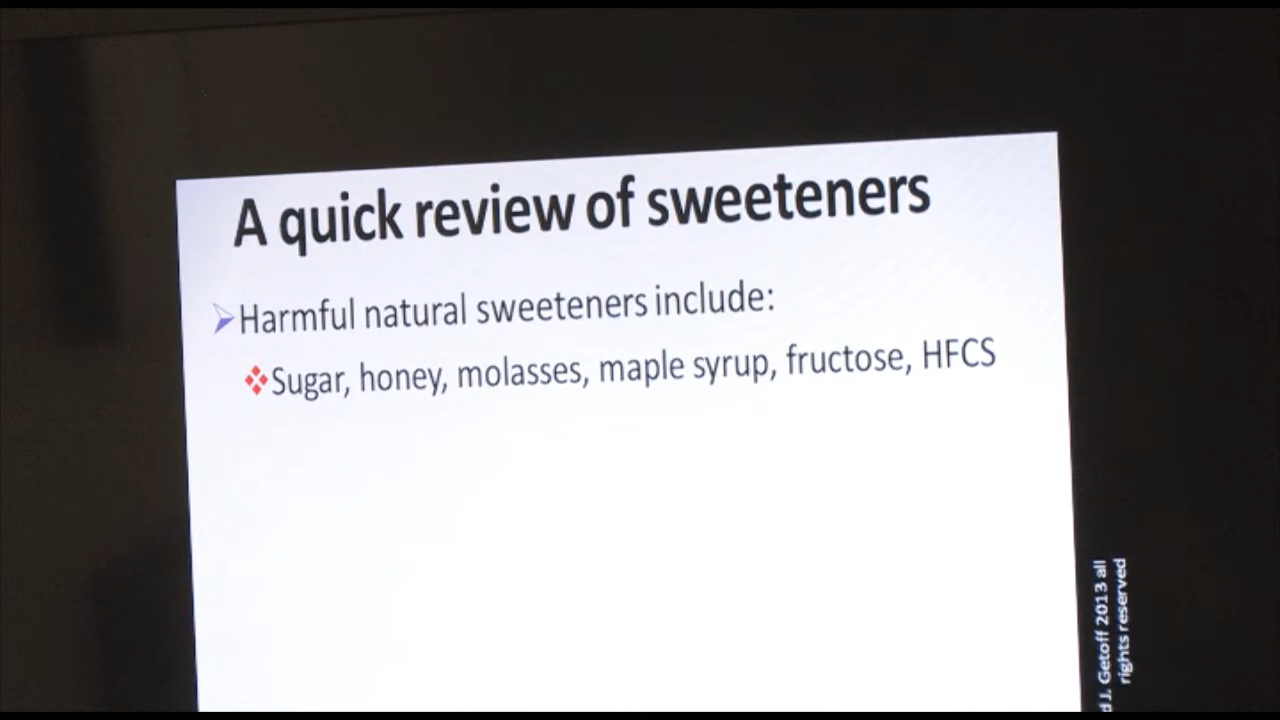 A quick review of sweeteners
Harmful natural sweeteners include:
Sugar, honey, molasses, maple syrup, fructose, HFCS
J. Getoff 2013 all
rights reserved